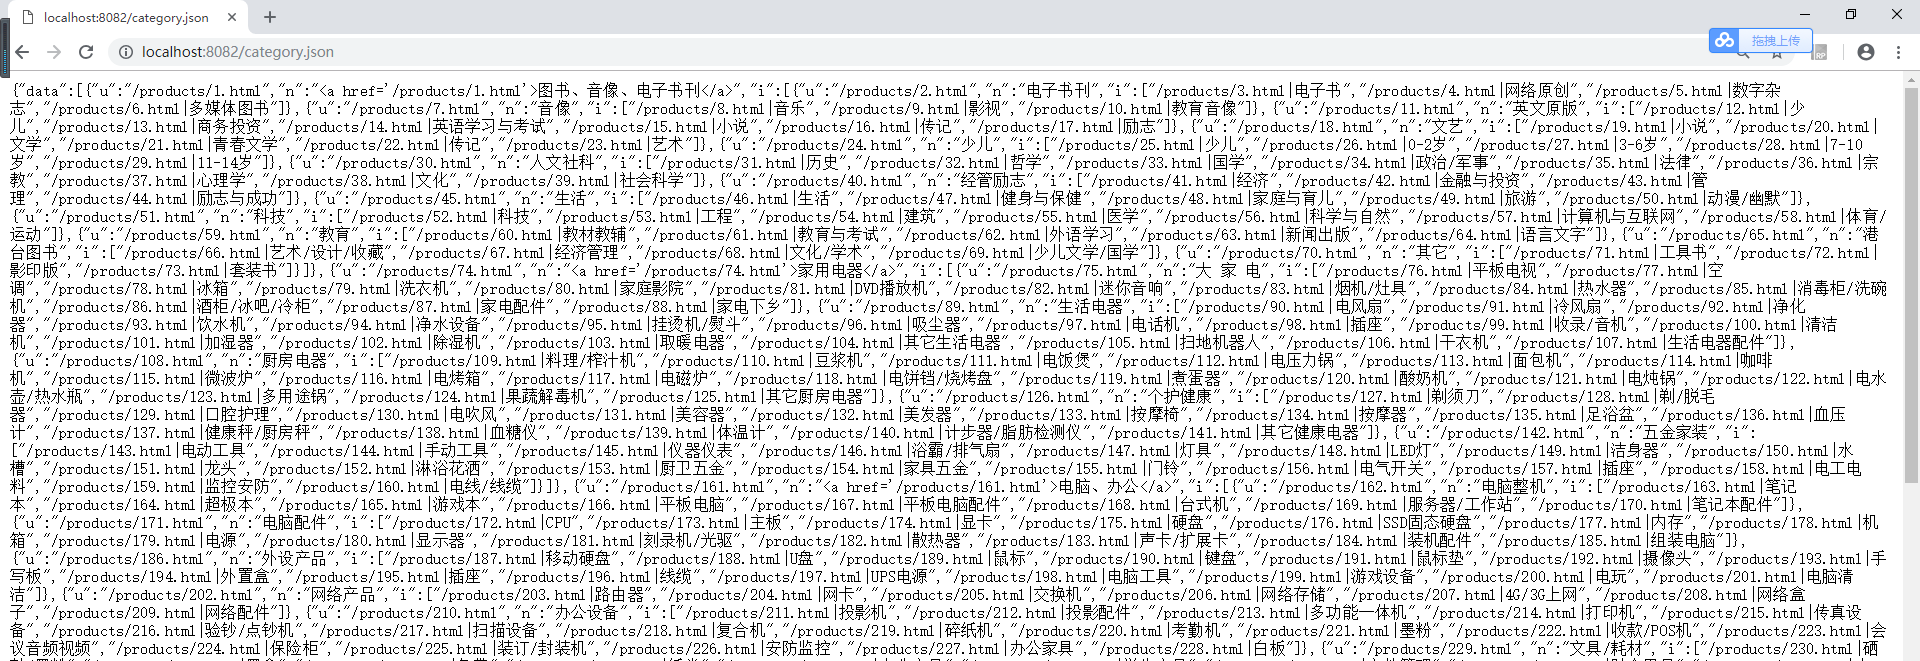 localhost:8082/category.json
localhost:8082/category.json
拖拽上传
{"data":[{"u":"/products/1.html","n":"<a href='/products/1.html'>图书、音像、电子书刊</a>","i":[{"u":"/products/2.html","n":"电子书刊","i":["/products/3.html|电子书","/products/4.html|网络原创","/products/5.html|数字杂
志","/products/6.html|多媒体图书"]},{"u":"/products/7.html","n":"音像","i":["/products/8.html|音乐","/products/9.html|影视","/products/10.html|教育音像"]},{"u":"/products/11.html","n":"英文原版","i":["/products/12.html|少
儿","/products/13.html|商务投资","/products/14.html|英语学习与考试","/products/15.html|小说","/products/16.html|传记","/products/17.html|励志"]},{"u":"/products/18.html","n":"文艺","i":["/products/19.html|小说","/products/20.html|
文学","/products/21.html|青春文学","/products/22.html|传记","/products/23.html|艺术"]},{"u":"/products/24.html","n":"少儿","i":["/products/25.html|少儿","/products/26.html|0-2岁","/products/27.html|3-6岁","/products/28.html|7-10
岁","/products/29.html|11-14岁"]},{"u":"/products/30.html","n":"人文社科","i":["/products/31.html|历史","/products/32.html|哲学","/products/33.html|国学","/products/34.html|政治/军事","/products/35.html|法律","/products/36.html|宗
教","/products/37.html|心理学","/products/38.html|文化","/products/39.html|社会科学"]},{"u":"/products/40.html","n":"经管励志","i":["/products/41.html|经济","/products/42.html|金融与投资","/products/43.html|管
理","/products/44.html|励志与成功"]},{"u":"/products/45.html","n":"生活","i":["/products/46.html|生活","/products/47.html|健身与保健","/products/48.html|家庭与育儿","/products/49.html|旅游","/products/50.html|动漫/幽默"]},
{"u":"/products/51.html","n":"科技","i":["/products/52.html|科技","/products/53.html|工程","/products/54.html|建筑","/products/55.html|医学","/products/56.html|科学与自然","/products/57.html|计算机与互联网","/products/58.html|体育/
运动"]},{"u":"/products/59.html","n":"教育","i":["/products/60.html|教材教辅","/products/61.html|教育与考试","/products/62.html|外语学习","/products/63.html|新闻出版","/products/64.html|语言文字"]},{"u":"/products/65.html","n":"港
台图书","i":["/products/66.html|艺术/设计/收藏","/products/67.html|经济管理","/products/68.html|文化/学术","/products/69.html|少儿文学/国学"]},{"u":"/products/70.html","n":"其它","i":["/products/71.html|工具书","/products/72.html|
影印版","/products/73.html|套装书"]}]},{"u":"/products/74.html","n":"<a href='/products/74.html'>家用电器</a>","i":[{"u":"/products/75.html","n":"大 家 电","i":["/products/76.html|平板电视","/products/77.html|空
调","/products/78.html|冰箱","/products/79.html|洗衣机","/products/80.html|家庭影院","/products/81.html|DVD播放机","/products/82.html|迷你音响","/products/83.html|烟机/灶具","/products/84.html|热水器","/products/85.html|消毒柜/洗碗
机","/products/86.html|酒柜/冰吧/冷柜","/products/87.html|家电配件","/products/88.html|家电下乡"]},{"u":"/products/89.html","n":"生活电器","i":["/products/90.html|电风扇","/products/91.html|冷风扇","/products/92.html|净化
器","/products/93.html|饮水机","/products/94.html|净水设备","/products/95.html|挂烫机/熨斗","/products/96.html|吸尘器","/products/97.html|电话机","/products/98.html|插座","/products/99.html|收录/音机","/products/100.html|清洁
机","/products/101.html|加湿器","/products/102.html|除湿机","/products/103.html|取暖电器","/products/104.html|其它生活电器","/products/105.html|扫地机器人","/products/106.html|干衣机","/products/107.html|生活电器配件"]},
{"u":"/products/108.html","n":"厨房电器","i":["/products/109.html|料理/榨汁机","/products/110.html|豆浆机","/products/111.html|电饭煲","/products/112.html|电压力锅","/products/113.html|面包机","/products/114.html|咖啡
机","/products/115.html|微波炉","/products/116.html|电烤箱","/products/117.html|电磁炉","/products/118.html|电饼铛/烧烤盘","/products/119.html|煮蛋器","/products/120.html|酸奶机","/products/121.html|电炖锅","/products/122.html|电水
壶/热水瓶","/products/123.html|多用途锅","/products/124.html|果蔬解毒机","/products/125.html|其它厨房电器"]},{"u":"/products/126.html","n":"个护健康","i":["/products/127.html|剃须刀","/products/128.html|剃/脱毛
器","/products/129.html|口腔护理","/products/130.html|电吹风","/products/131.html|美容器","/products/132.html|美发器","/products/133.html|按摩椅","/products/134.html|按摩器","/products/135.html|足浴盆","/products/136.html|血压
计","/products/137.html|健康秤/厨房秤","/products/138.html|血糖仪","/products/139.html|体温计","/products/140.html|计步器/脂肪检测仪","/products/141.html|其它健康电器"]},{"u":"/products/142.html","n":"五金家装","i":
["/products/143.html|电动工具","/products/144.html|手动工具","/products/145.html|仪器仪表","/products/146.html|浴霸/排气扇","/products/147.html|灯具","/products/148.html|LED灯","/products/149.html|洁身器","/products/150.html|水
槽","/products/151.html|龙头","/products/152.html|淋浴花洒","/products/153.html|厨卫五金","/products/154.html|家具五金","/products/155.html|门铃","/products/156.html|电气开关","/products/157.html|插座","/products/158.html|电工电
料","/products/159.html|监控安防","/products/160.html|电线/线缆"]}]},{"u":"/products/161.html","n":"<a href='/products/161.html'>电脑、办公</a>","i":[{"u":"/products/162.html","n":"电脑整机","i":["/products/163.html|笔记
本","/products/164.html|超极本","/products/165.html|游戏本","/products/166.html|平板电脑","/products/167.html|平板电脑配件","/products/168.html|台式机","/products/169.html|服务器/工作站","/products/170.html|笔记本配件"]},
{"u":"/products/171.html","n":"电脑配件","i":["/products/172.html|CPU","/products/173.html|主板","/products/174.html|显卡","/products/175.html|硬盘","/products/176.html|SSD固态硬盘","/products/177.html|内存","/products/178.html|机
箱","/products/179.html|电源","/products/180.html|显示器","/products/181.html|刻录机/光驱","/products/182.html|散热器","/products/183.html|声卡/扩展卡","/products/184.html|装机配件","/products/185.html|组装电脑"]},
{"u":"/products/186.html","n":"外设产品","i":["/products/187.html|移动硬盘","/products/188.html|U盘","/products/189.html|鼠标","/products/190.html|键盘","/products/191.html|鼠标垫","/products/192.html|摄像头","/products/193.html|手
写板","/products/194.html|外置盒","/products/195.html|插座","/products/196.html|线缆","/products/197.html|UPS电源","/products/198.html|电脑工具","/products/199.html|游戏设备","/products/200.html|电玩","/products/201.html|电脑清
洁"]},{"u":"/products/202.html","n":"网络产品","i":["/products/203.html|路由器","/products/204.html|网卡","/products/205.html|交换机","/products/206.html|网络存储","/products/207.html|4G/3G上网","/products/208.html|网络盒
子","/products/209.html|网络配件"]},{"u":"/products/210.html","n":"办公设备","i":["/products/211.html|投影机","/products/212.html|投影配件","/products/213.html|多功能一体机","/products/214.html|打印机","/products/215.html|传真设
备","/products/216.html|验钞/点钞机","/products/217.html|扫描设备","/products/218.html|复合机","/products/219.html|碎纸机","/products/220.html|考勤机","/products/221.html|墨粉","/products/222.html|收款/POS机","/products/223.html|会
议音频视频","/products/224.html|保险柜","/products/225.html|装订/封装机","/products/226.html|安防监控","/products/227.html|办公家具","/products/228.html|白板"]},{"u":"/products/229.html","n":"文具/耗材","i":["/products/230.html|硒